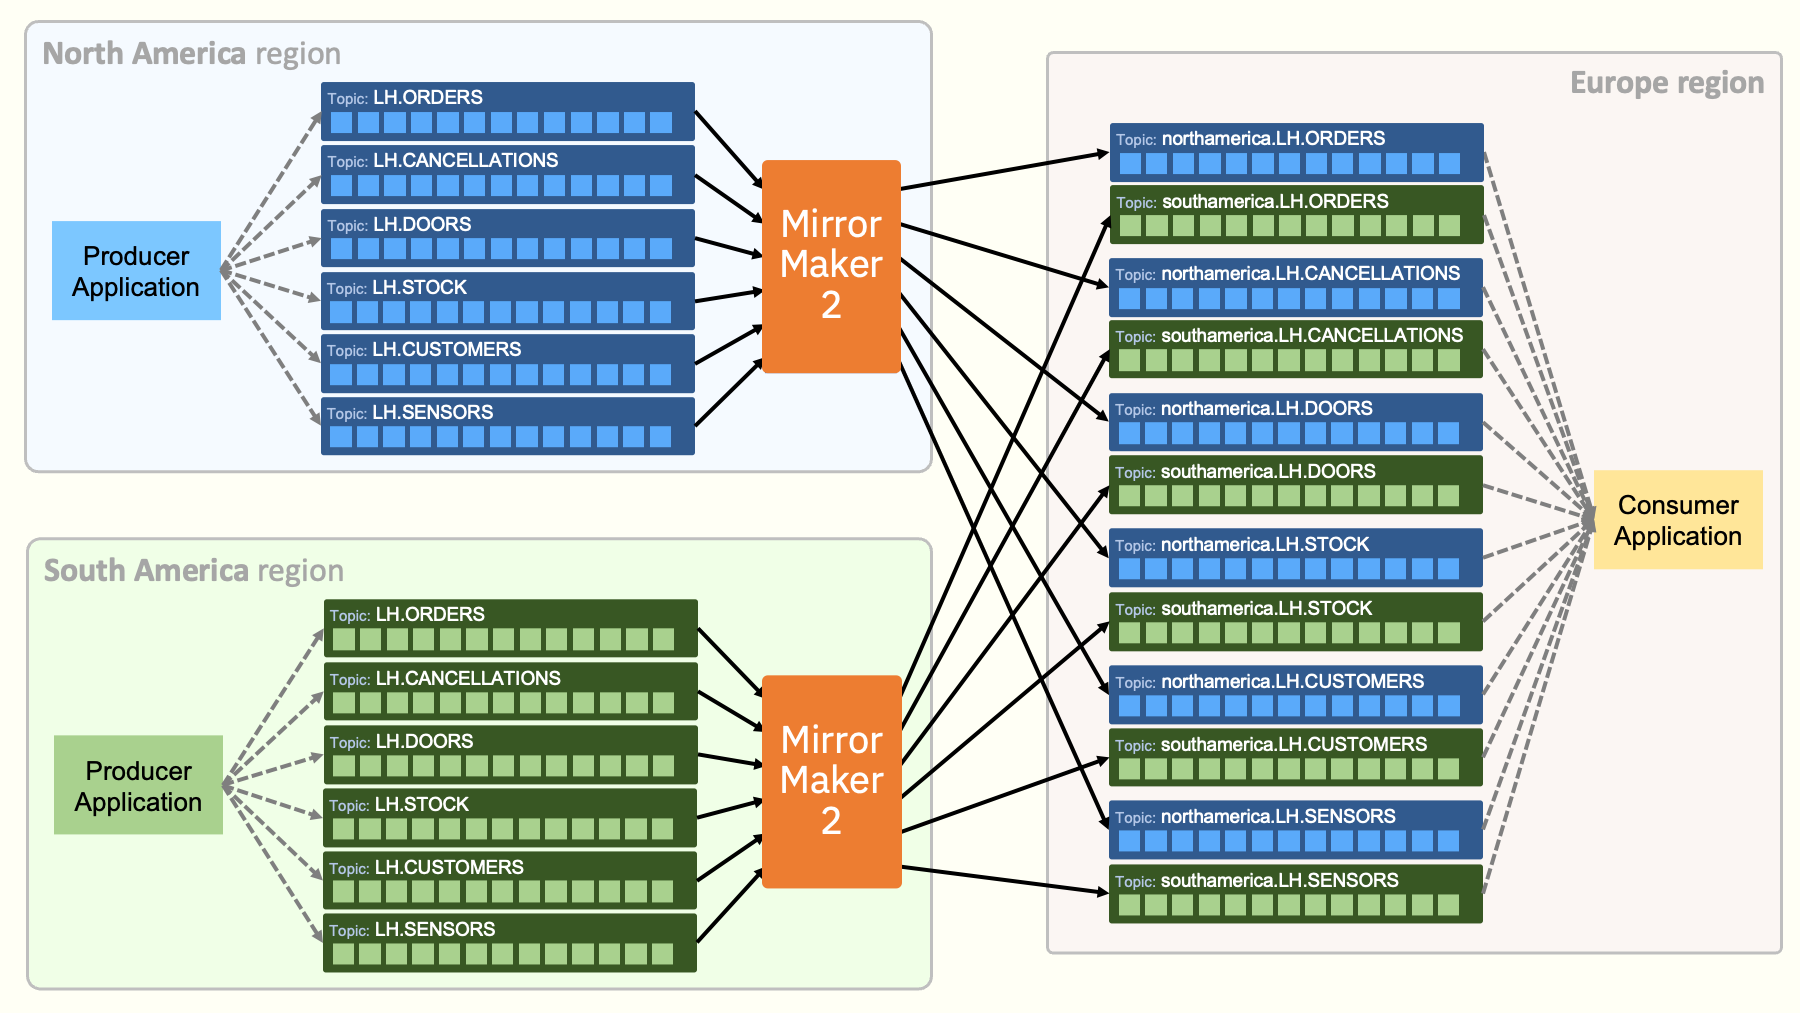 North America region
Producer
Application
Topic: LH.ORDERS
Topic: LH.CANCELLATIONS
Topic: LH.DOORS
Topic: LH.STOCK
Topic: LH.CUSTOMERS
Topic: LH.SENSORS
Mirror
Maker
2
South America region
Producer
Application
Topic: LH.ORDERS
Topic: LH.CANCELLATIONS
Topic: LH.DOORS
Topic: LH.STOCK
Topic: LH.CUSTOMERS
Topic: LH.SENSORS
Mirror
Maker
2
Europe region
Topic: northamerica.LH.ORDERS
Topic: southamerica.LH.ORDERS
Topic: northamerica.LH.CANCELLATIONS
Topic: southamerica.LH.CANCELLATIONS
Topic: northamerica.LH.DOORS
Topic: southamerica.LH.DOORS
Topic: northamerica.LH.STOCK
Topic: southamerica.LH.STOCK
Topic: northamerica.LH.CUSTOMERS
Topic: southamerica.LH.CUSTOMERS
Topic: northamerica.LH.SENSORS
Topic: southamerica.LH.SENSORS
Consumer
Application